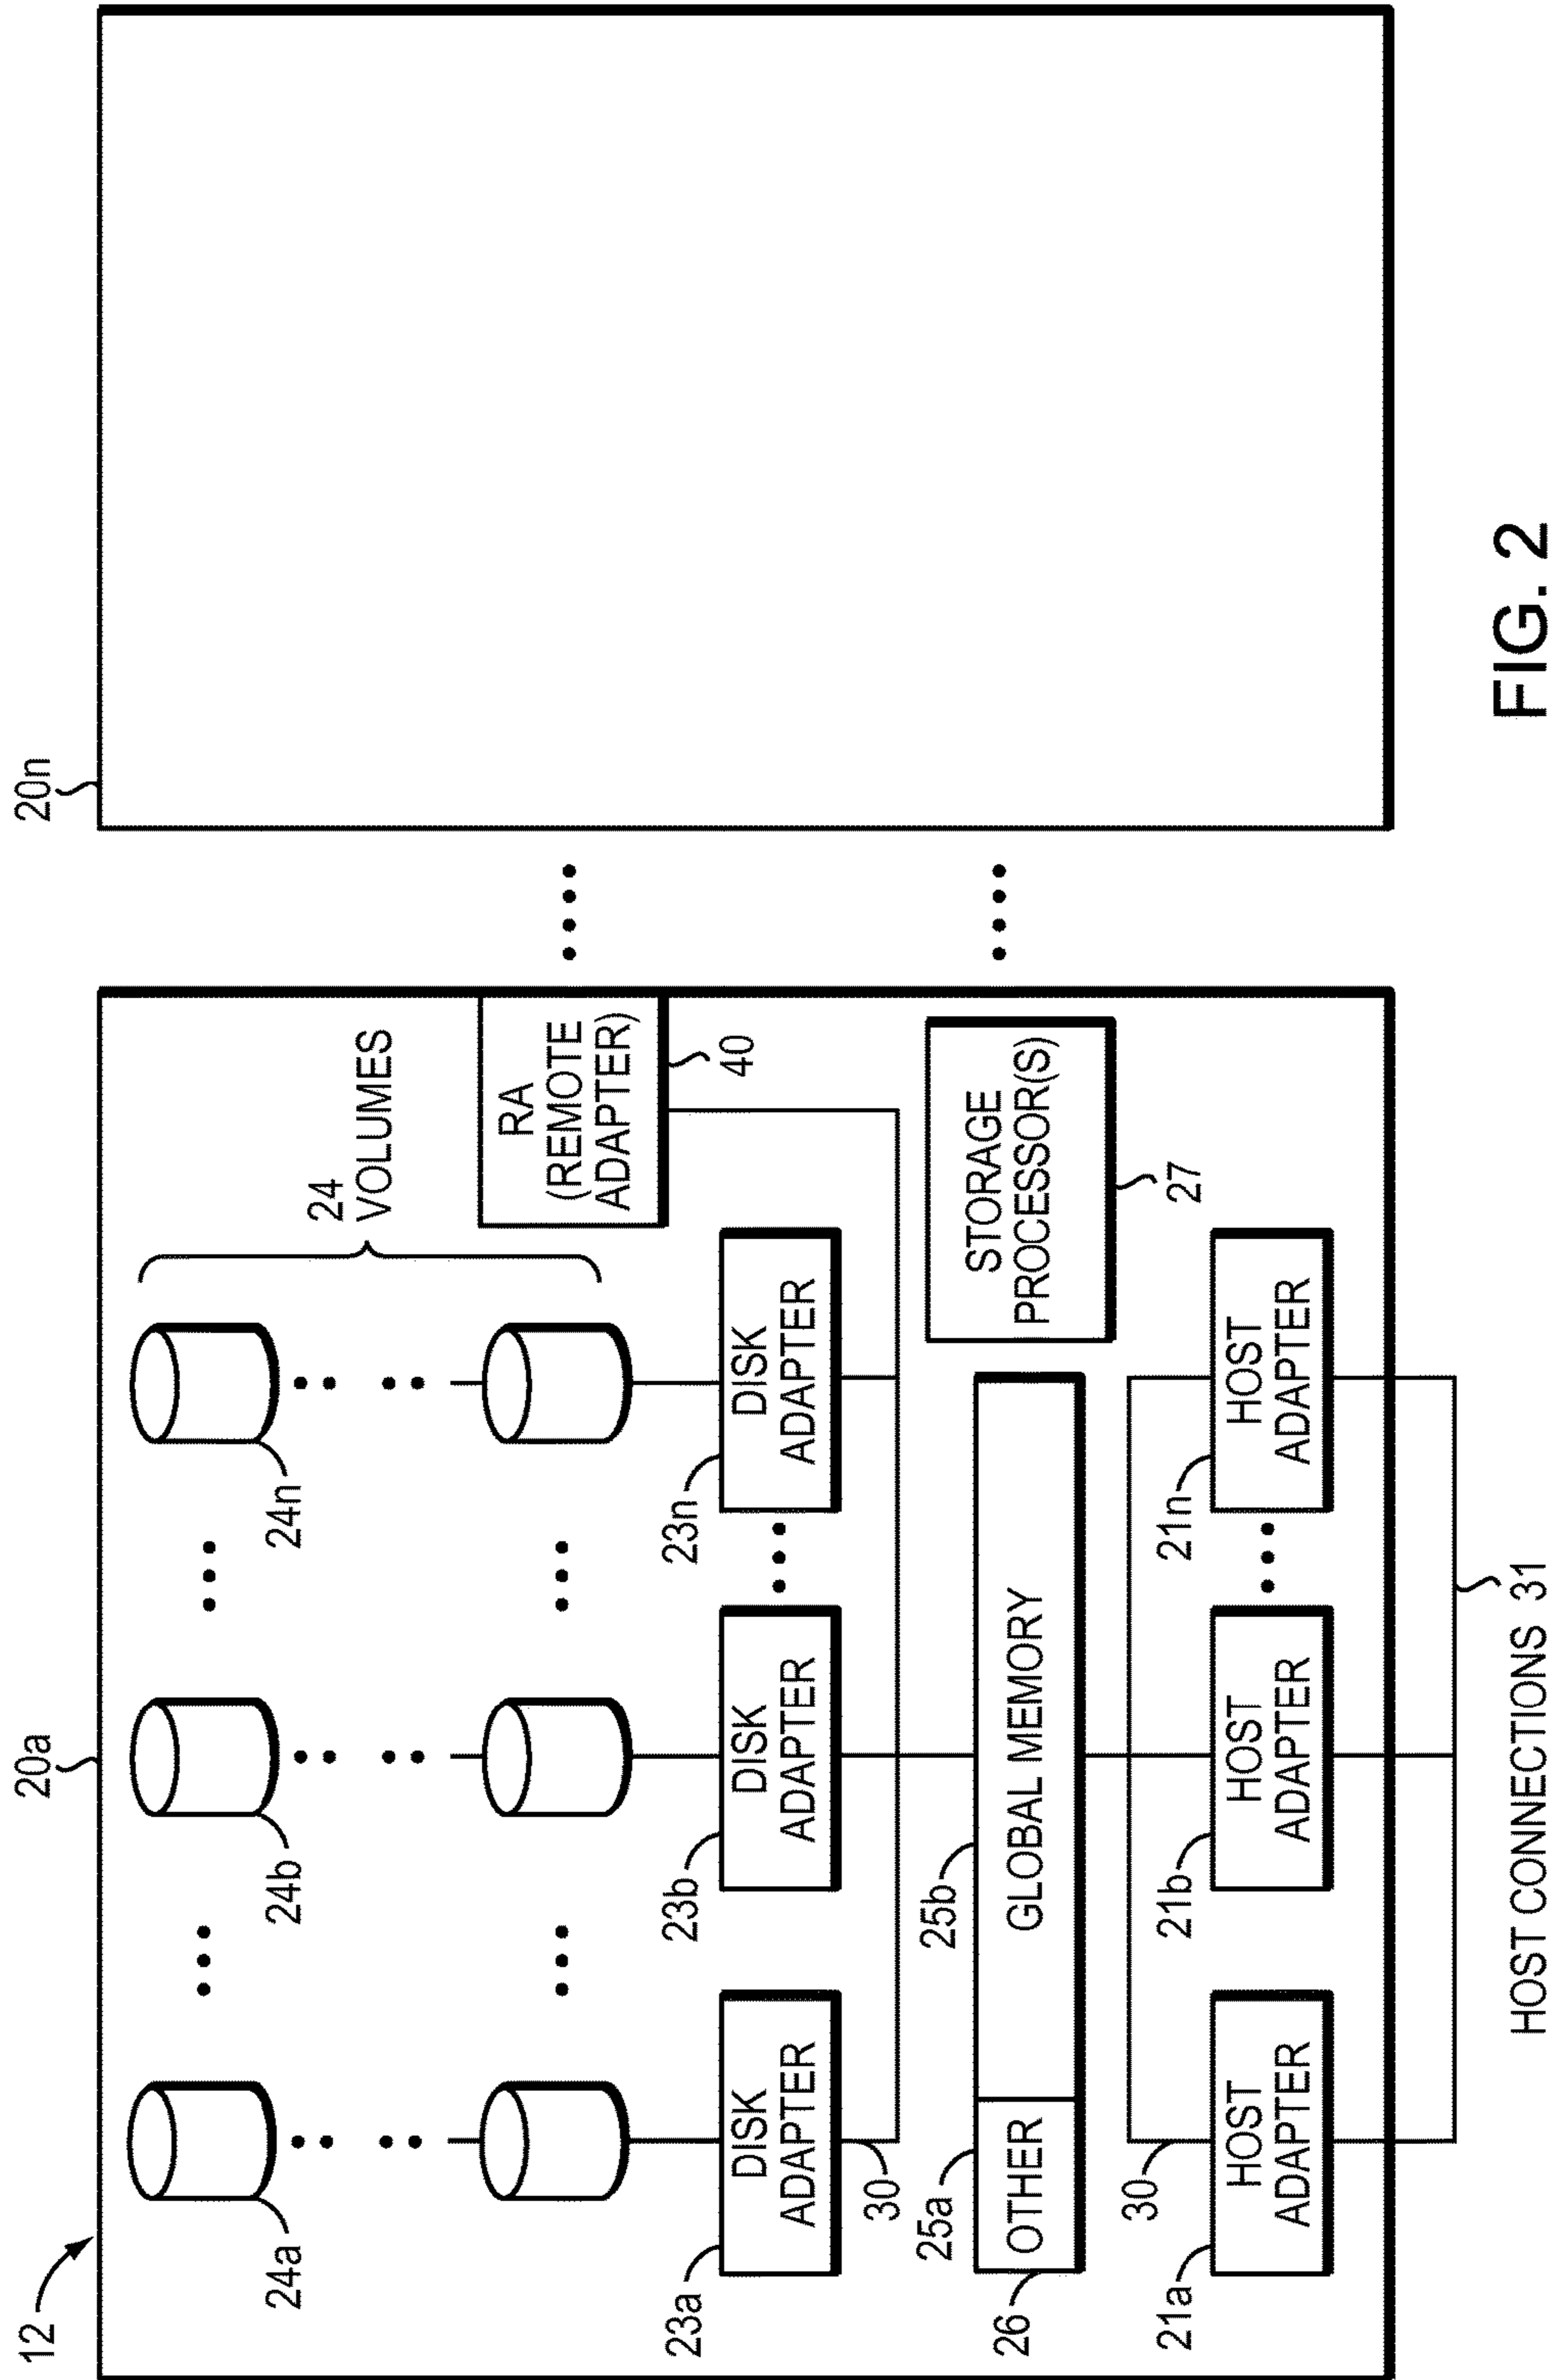 12
20a
20n
24a
24b
24n
24
VOLUMES
RA
(REMOTE
ADAPTER)
40
23a
DISK
ADAPTER
23b
DISK
ADAPTER
23n
DISK
ADAPTER
30
25a
25b
26
OTHER
GLOBAL MEMORY
STORAGE
PROCESSOR(S)
27
30
21a
HOST
ADAPTER
21b
HOST
ADAPTER
21n
HOST
ADAPTER
HOST CONNECTIONS 31
FIG. 2